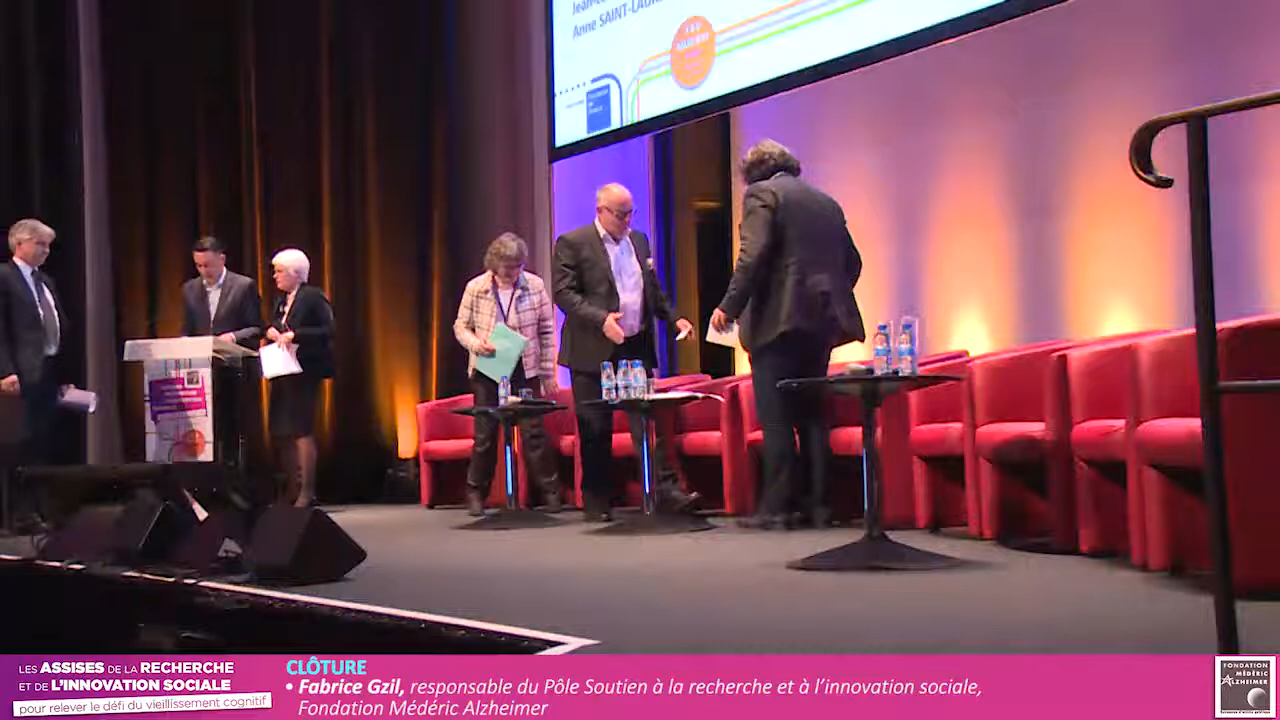 Anne SAINT-LAUR
LES ASSISES DE LA RECHERCHE
ET DE L'INNOVATION SOCIALE
pour relever le défi du vieillissement cognitif
CLÔTURE
• Fabrice Gzil, responsable du Pôle Soutien à la recherche et à l'innovation sociale,
Fondation Médéric Alzheimer
FONDATION
MÉDÉRIC
ALZHEIMER